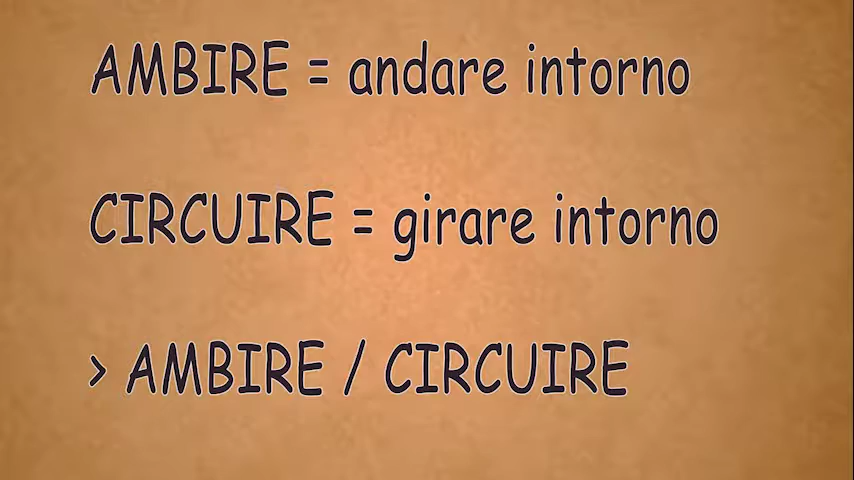 AMBIRE = andare intorno
CIRCUIRE = girare intorno
> AMBIRE / CIRCUIRE